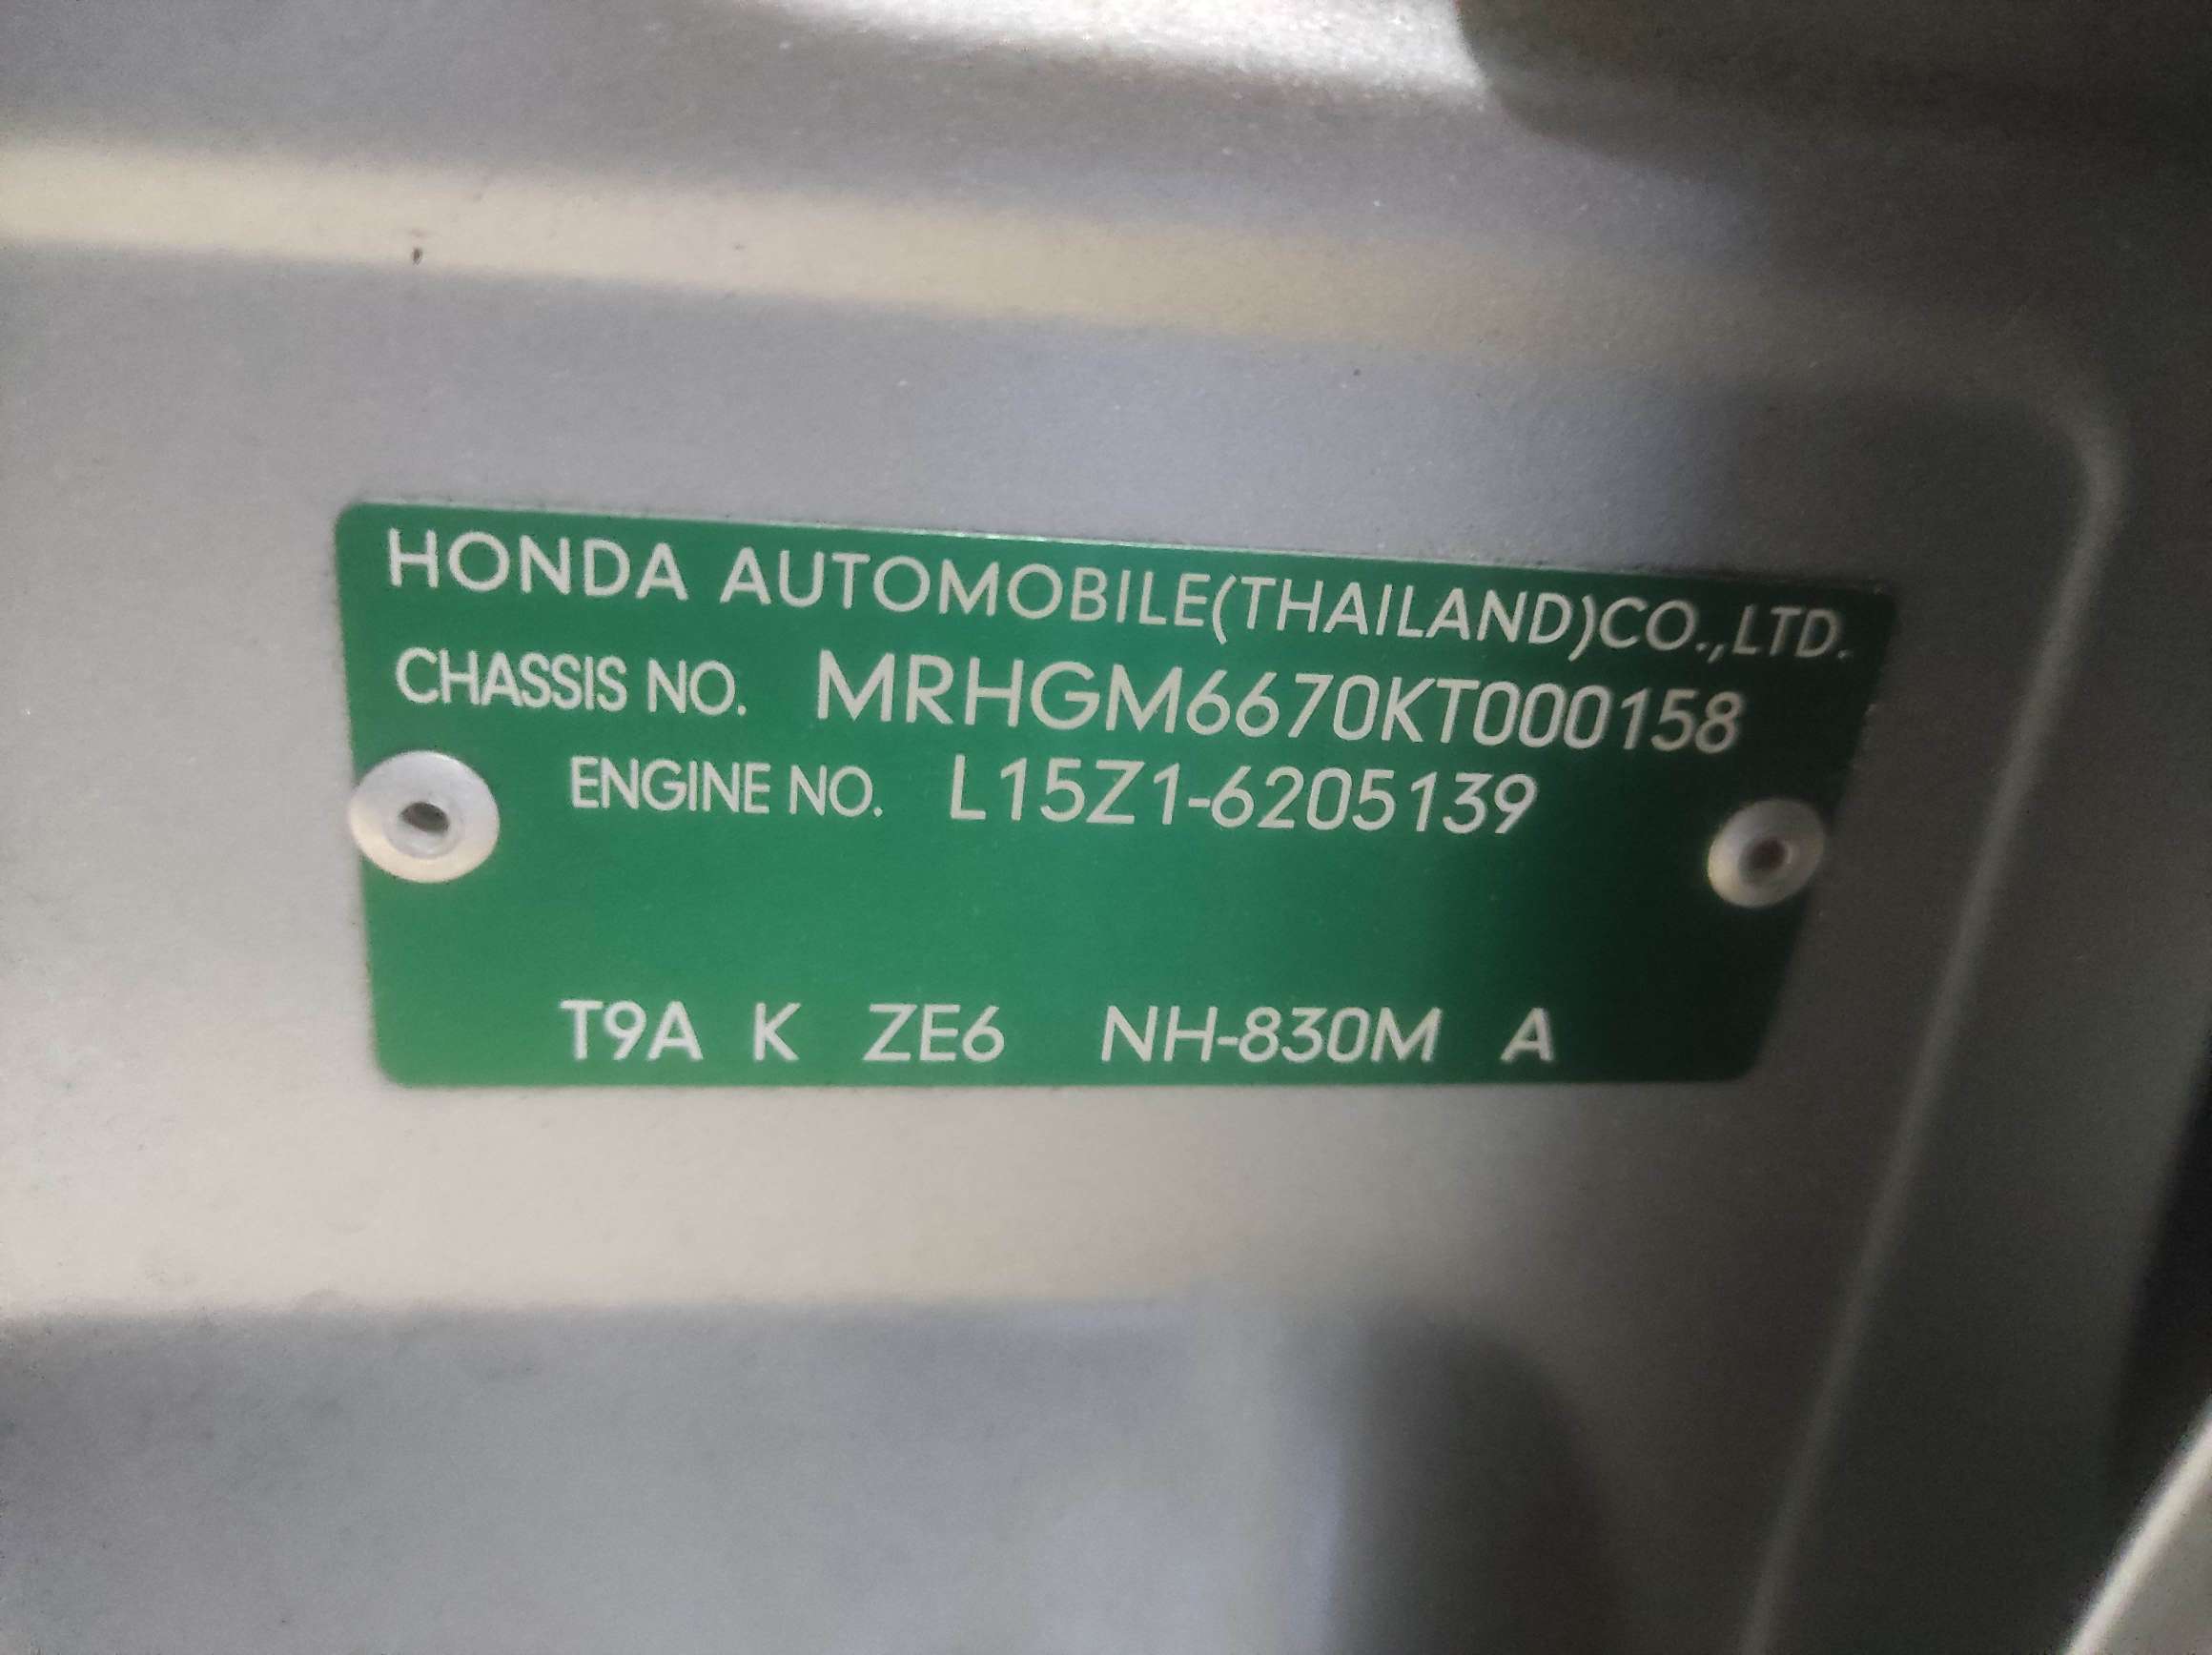 HONDA AUTOMOBILE(THAILAND)CO.,LTD.
CHASSIS NO. MRHGM6670KT000158
ENGINE NO. L15Z1-6205139
T9A K ZE6 NH-830M A